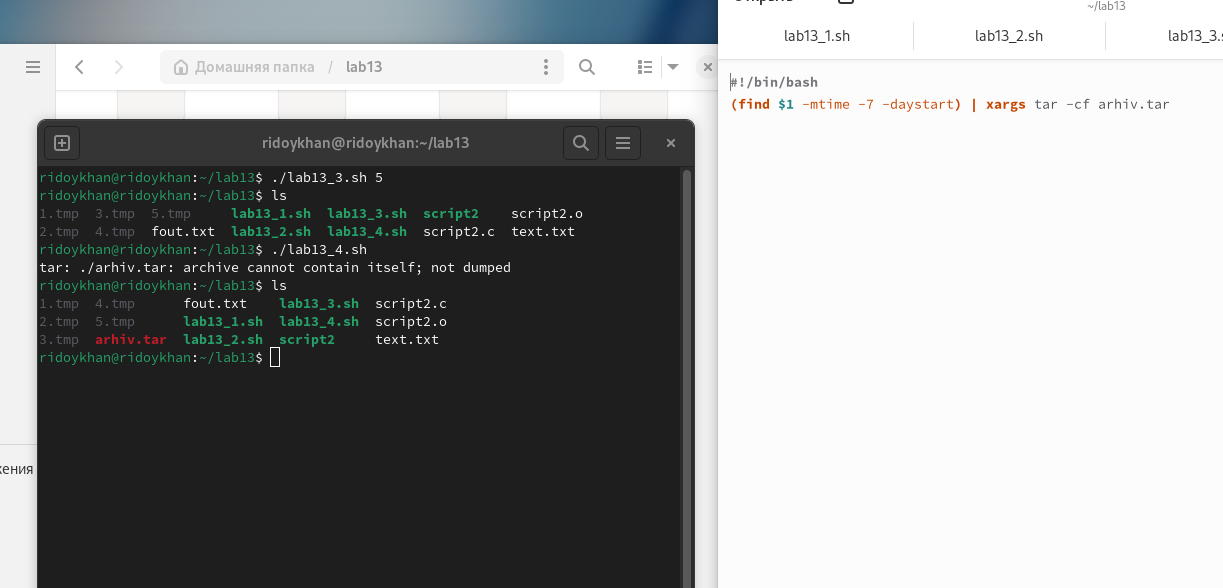 ~/lab13
lab13_1.sh lab13_2.sh
Домашняя папка / lab13
#!/bin/bash
(find $1 -mtime -7 -daystart) | xargs tar -cf arhiv.tar
ridoykhan@ridoykhan:~/lab13
ridoykhan@ridoykhan:~/lab13$ ./lab13_3.sh 5
ridoykhan@ridoykhan:~/lab13$ ls
1.tmp 3.tmp 5.tmp lab13_1.sh lab13_3.sh script2 script2.o
2.tmp 4.tmp fout.txt lab13_2.sh lab13_4.sh script2.c text.txt
ridoykhan@ridoykhan:~/lab13$ ./lab13_4.sh
tar: ./arhiv.tar: archive cannot contain itself; not dumped
ridoykhan@ridoykhan:~/lab13$ ls
1.tmp 4.tmp fout.txt lab13_3.sh script2.c
2.tmp 5.tmp lab13_1.sh lab13_4.sh script2.o
3.tmp arhiv.tar lab13_2.sh script2 text.txt
ridoykhan@ridoykhan:~/lab13$